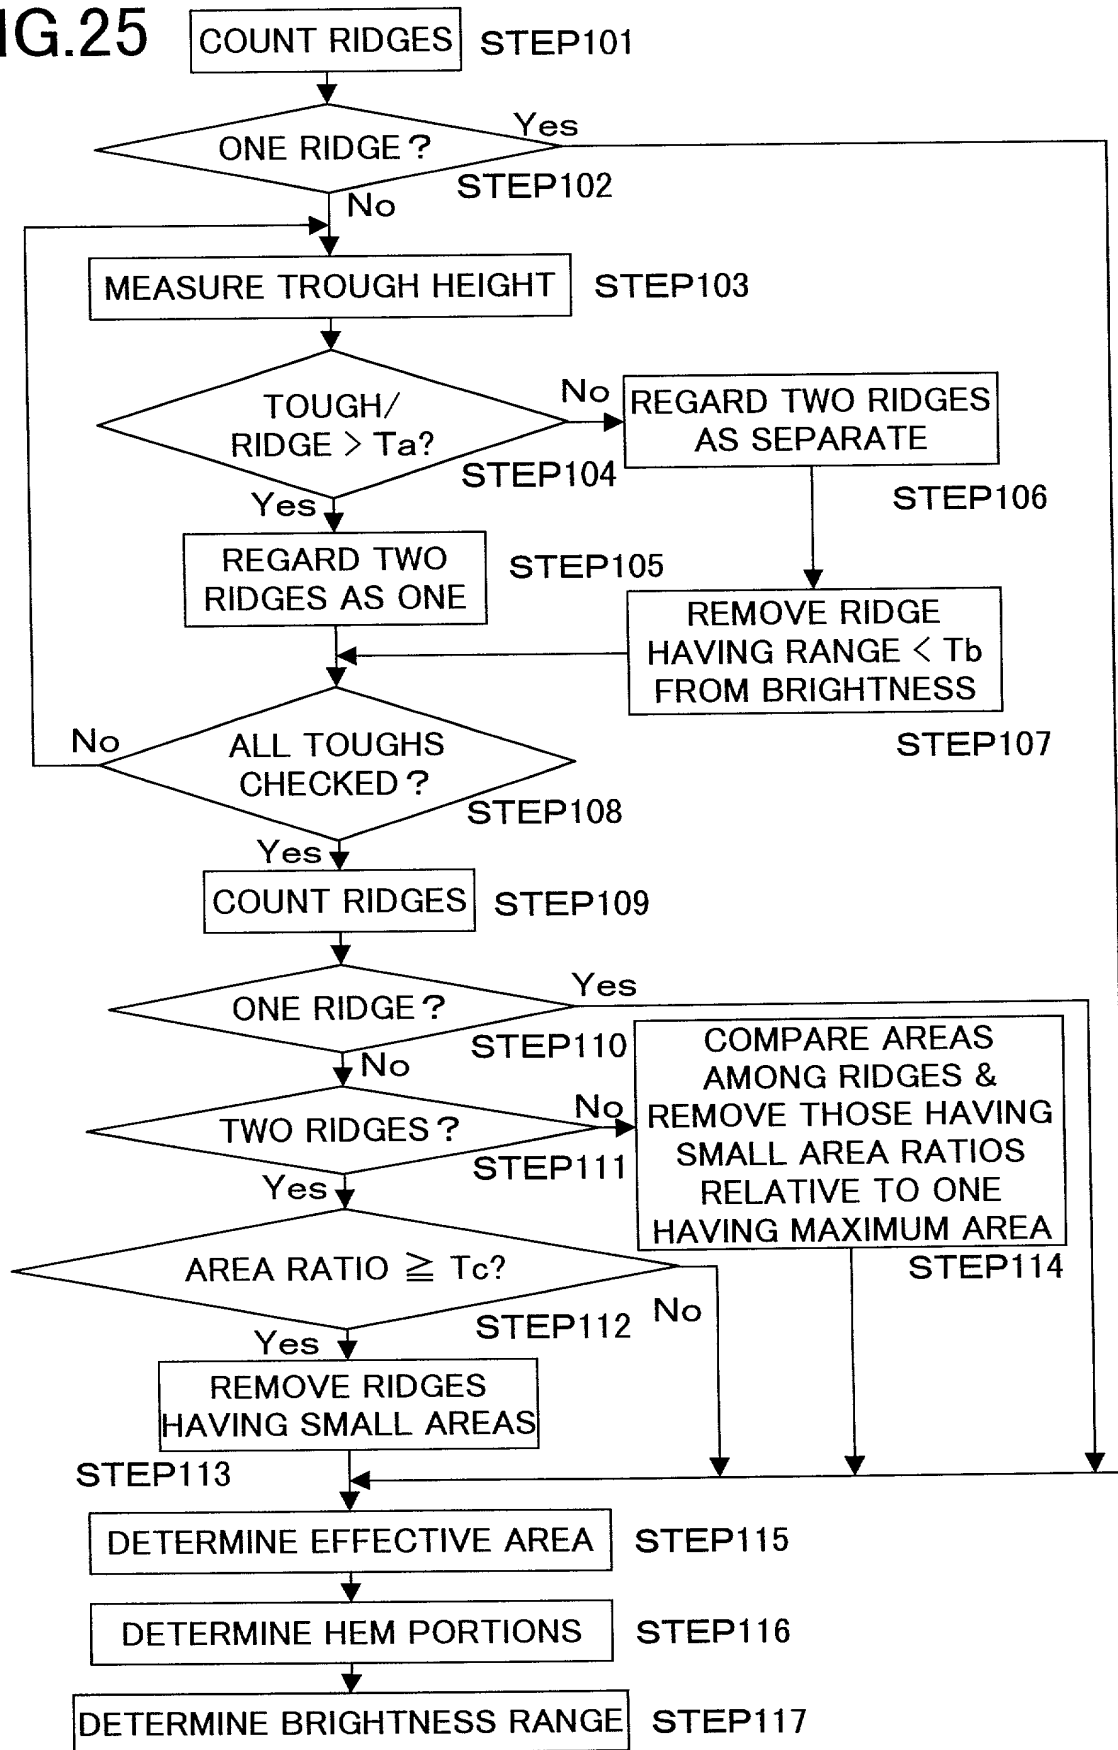 IG.25
COUNT RIDGES
STEP101
ONE RIDGE?
Yes
STEP102
No
MEASURE TROUGH HEIGHT
STEP103
TOUGH/
RIDGE > Ta?
No
STEP104
Yes
REGARD TWO RIDGES
AS SEPARATE
STEP106
REGARD TWO
RIDGES AS ONE
STEP105
REMOVE RIDGE
HAVING RANGE < Tb
FROM BRIGHTNESS
STEP107
No
ALL TOUGHS
CHECKED?
STEP108
Yes
COUNT RIDGES
STEP109
ONE RIDGE?
Yes
STEP110
No
TWO RIDGES?
No
STEP111
Yes
COMPARE AREAS
AMONG RIDGES &
REMOVE THOSE HAVING
SMALL AREA RATIOS
RELATIVE TO ONE
HAVING MAXIMUM AREA
STEP114
AREA RATIO ≧ Tc?
STEP112
No
Yes
REMOVE RIDGES
HAVING SMALL AREAS
STEP113
DETERMINE EFFECTIVE AREA
STEP115
DETERMINE HEM PORTIONS
STEP116
DETERMINE BRIGHTNESS RANGE
STEP117